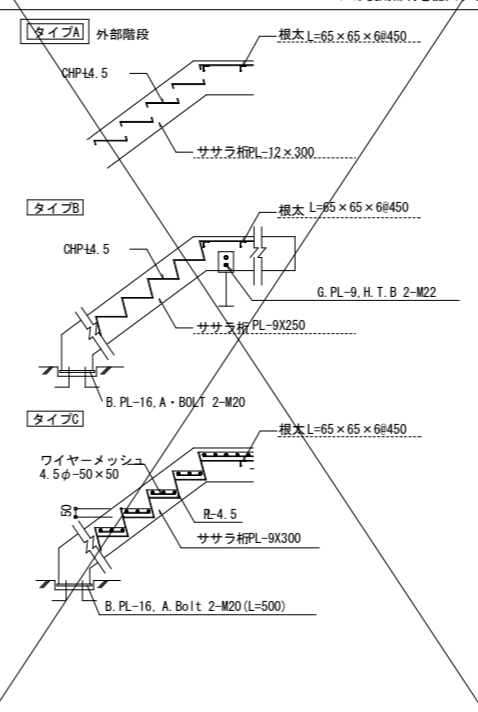 タイプA 外部階段
根太 L=65×65×6@450
CHPL4.5
ササラ桁PL-12×300
タイプB
根太 L=65×65×6@450
CHPL4.5
G.PL-9,H.T.B 2-M22
ササラ桁PL-9X250
B.PL-16,A・BOLT 2-M20
タイプC
根太L=65×65×6@450
ワイヤーメッシュ
4.5φ-50×50
50
PL-4.5
ササラ桁PL-9X300
B.PL-16, A.Bolt 2-M20(L=500)